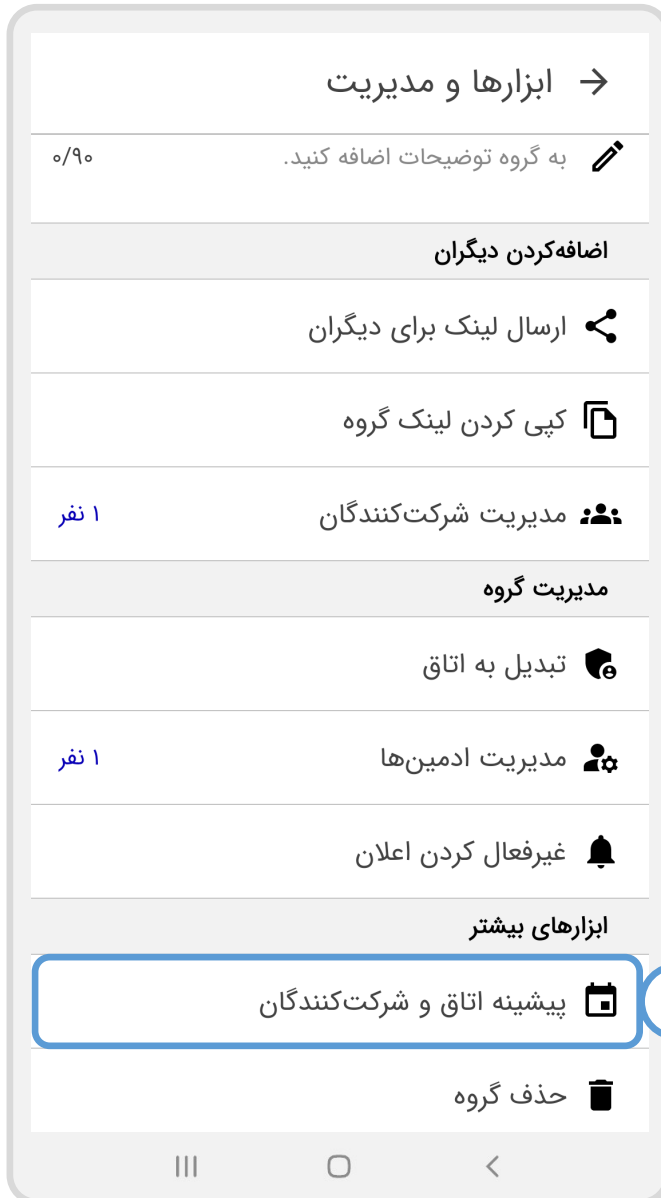 ابزارها و مدیریت
به گروه توضیحات اضافه کنید. ۰/۹۰
اضافه‌کردن دیگران
ارسال لینک برای دیگران
کپی کردن لینک گروه
مدیریت شرکت‌کنندگان ۱ نفر
مدیریت گروه
تبدیل به اتاق
مدیریت ادمین‌ها ۱ نفر
غیرفعال کردن اعلان
ابزارهای بیشتر
پیشینه اتاق و شرکت‌کنندگان
حذف گروه